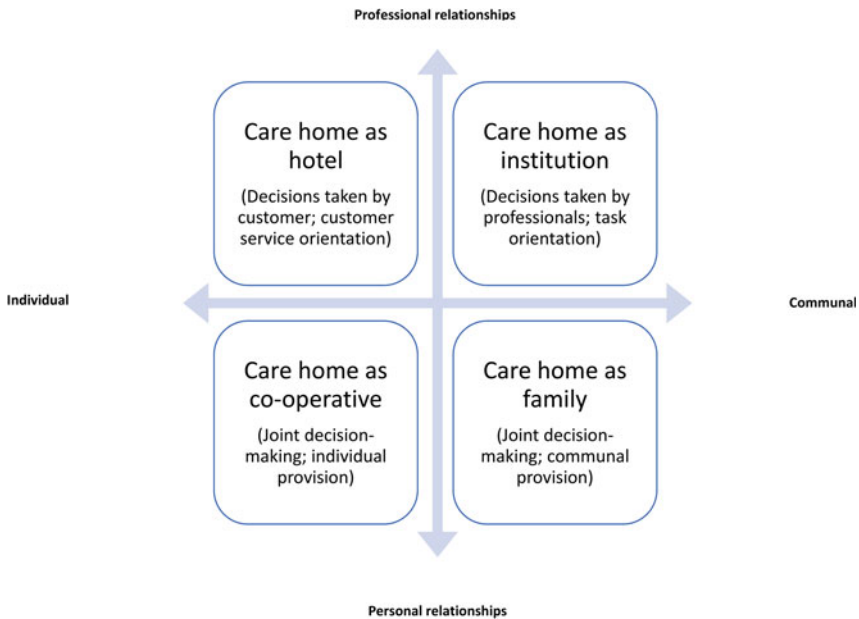 Professional relationships
Care home as
hotel
(Decisions taken by
customer; customer
service orientation)
Care home as
institution
(Decisions taken by
professionals; task
orientation)
Individual
Communal
Care home as
co-operative
(Joint decision-
making; individual
provision)
Care home as
family
(Joint decision-
making; communal
provision)
Personal relationships